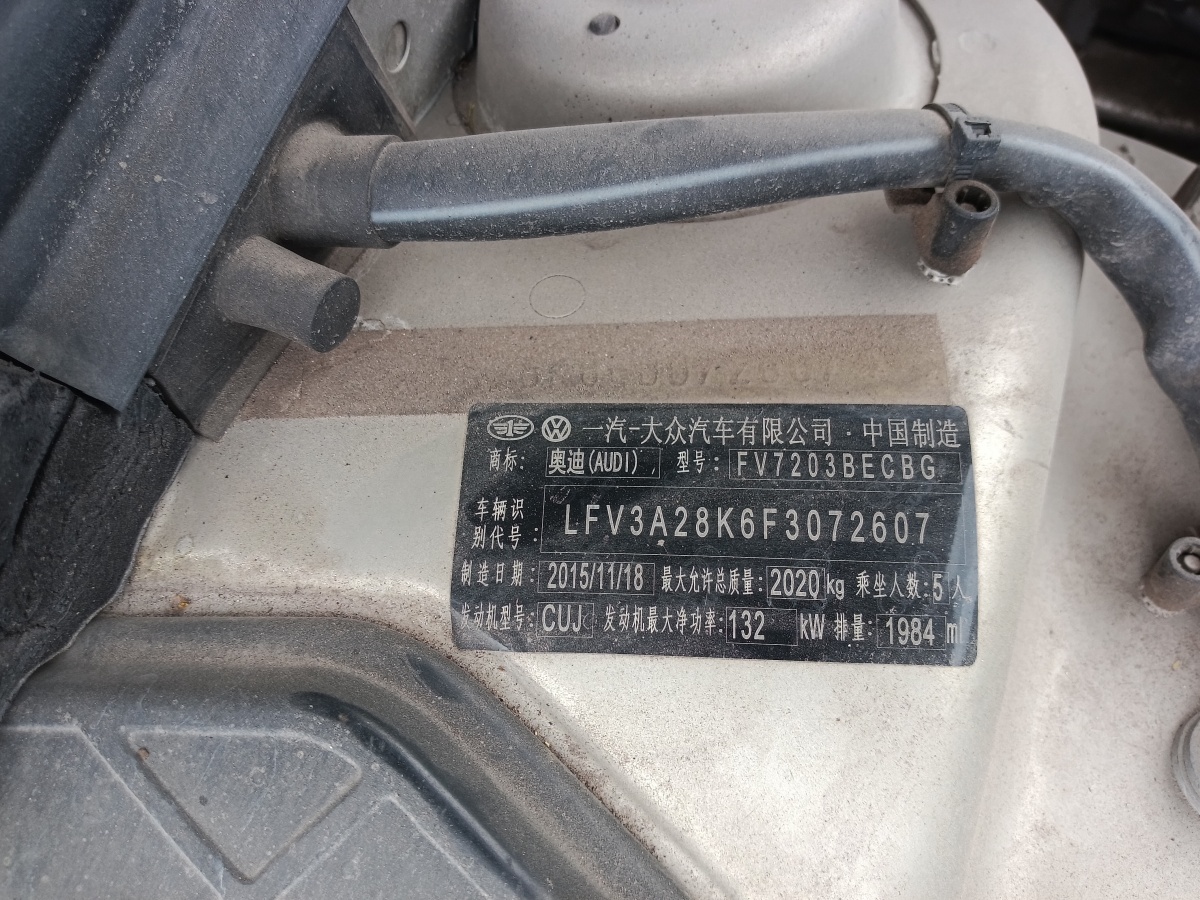 一汽-大众汽车有限公司·中国制造
商标: 奥迪(AUDI) 型号: FV7203BECBG
车辆识别代号: LFV3A28K6F3072607
制造日期: 2015/11/18 最大允许总质量: 2020kg 乘坐人数: 5人
发动机型号: CUJ 发动机最大净功率: 132 kW 排量: 1984 m